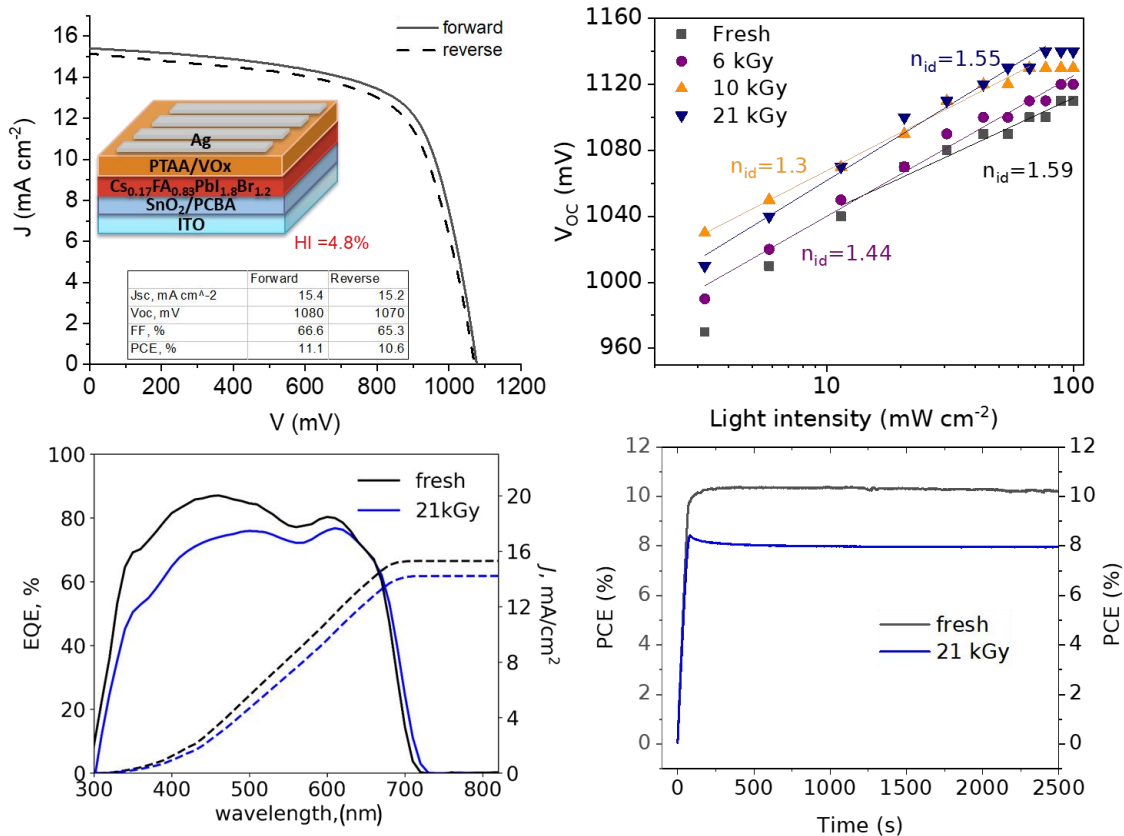 forward
reverse
16
14
12
10
8
6
4
2
0
J (mA cm⁻²)
Ag
PTAA/VOx
Cs₀.₁₇FA₀.₈₃PbI₁.₈Br₁.₂
SnO₂/PCBA
ITO
HI =4.8%
Forward Reverse
Jsc, mA cm^-2 15.4 15.2
Voc, mV 1080 1070
FF, % 66.6 65.3
PCE, % 11.1 10.6
0 200 400 600 800 1000 1200
V (mV)
1160
1120
1080
1040
1000
960
V_OC (mV)
Fresh
6 kGy
10 kGy
21 kGy
n_id=1.55
n_id=1.3
n_id=1.59
n_id=1.44
10 100
Light intensity (mW cm⁻²)
100
80
60
40
20
0
EQE, %
fresh
21kGy
20
16
12
8
4
0
J, mA/cm²
300 400 500 600 700 800
wavelength,(nm)
12
10
8
6
4
2
0
PCE (%)
fresh
21 kGy
12
10
8
6
4
2
0
PCE (%)
0 500 1000 1500 2000 2500
Time (s)